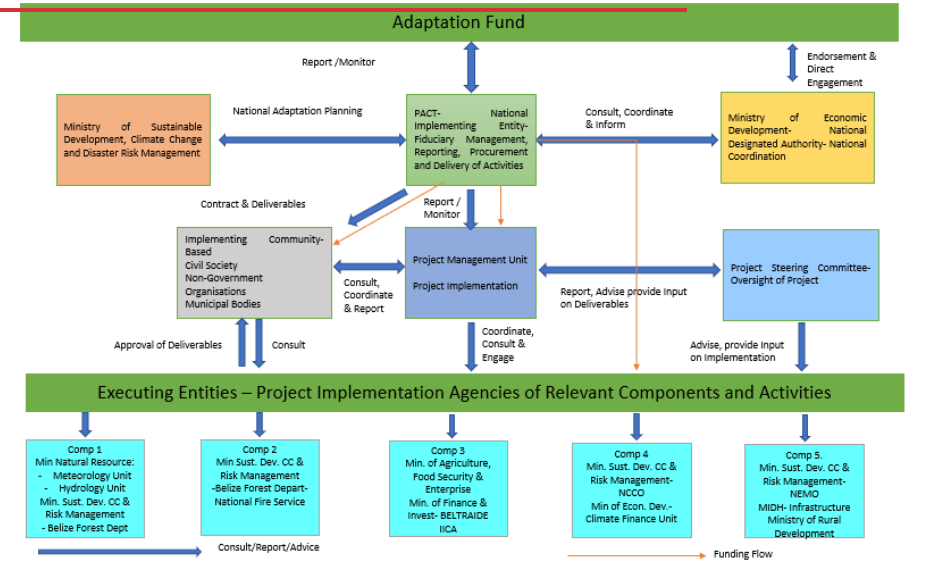 Adaptation Fund
Report /Monitor
Endorsement &
Direct
Engagement
Ministry of Sustainable
Development, Climate Change
and Disaster Risk Management
National Adaptation Planning
PACT- National
Implementing Entity-
Fiduciary Management,
Reporting, Procurement
and Delivery of Activities
Consult, Coordinate
& Inform
Ministry of Economic
Development- National
Designated Authority- National
Coordination
Contract & Deliverables
Report /
Monitor
Implementing Community-
Based
Civil Society
Non-Government
Organisations
Municipal Bodies
Consult,
Coordinate
& Report
Project Management Unit
Project Implementation
Report, Advise provide Input
on Deliverables
Project Steering Committee-
Oversight of Project
Approval of Deliverables
Consult
Coordinate,
Consult &
Engage
Advise, provide Input
on Implementation
Executing Entities – Project Implementation Agencies of Relevant Components and Activities
Comp 1
Min Natural Resource:
- Meteorology Unit
- Hydrology Unit
Min. Sust. Dev. CC &
Risk Management
- Belize Forest Dept
Comp 2
Min Sust. Dev. CC &
Risk Management
-Belize Forest Depart-
National Fire Service
Comp 3
Min. of Agriculture,
Food Security &
Enterprise
Min. of Finance &
Invest- BELTRAIDE
IICA
Comp 4
Min. Sust. Dev. CC &
Risk Management-
NCCO
Min of Econ. Dev.-
Climate Finance Unit
Comp 5.
Min. Sust. Dev. CC &
Risk Management-
NEMO
MIDH- Infrastructure
Ministry of Rural
Development
Consult/Report/Advice
Funding Flow